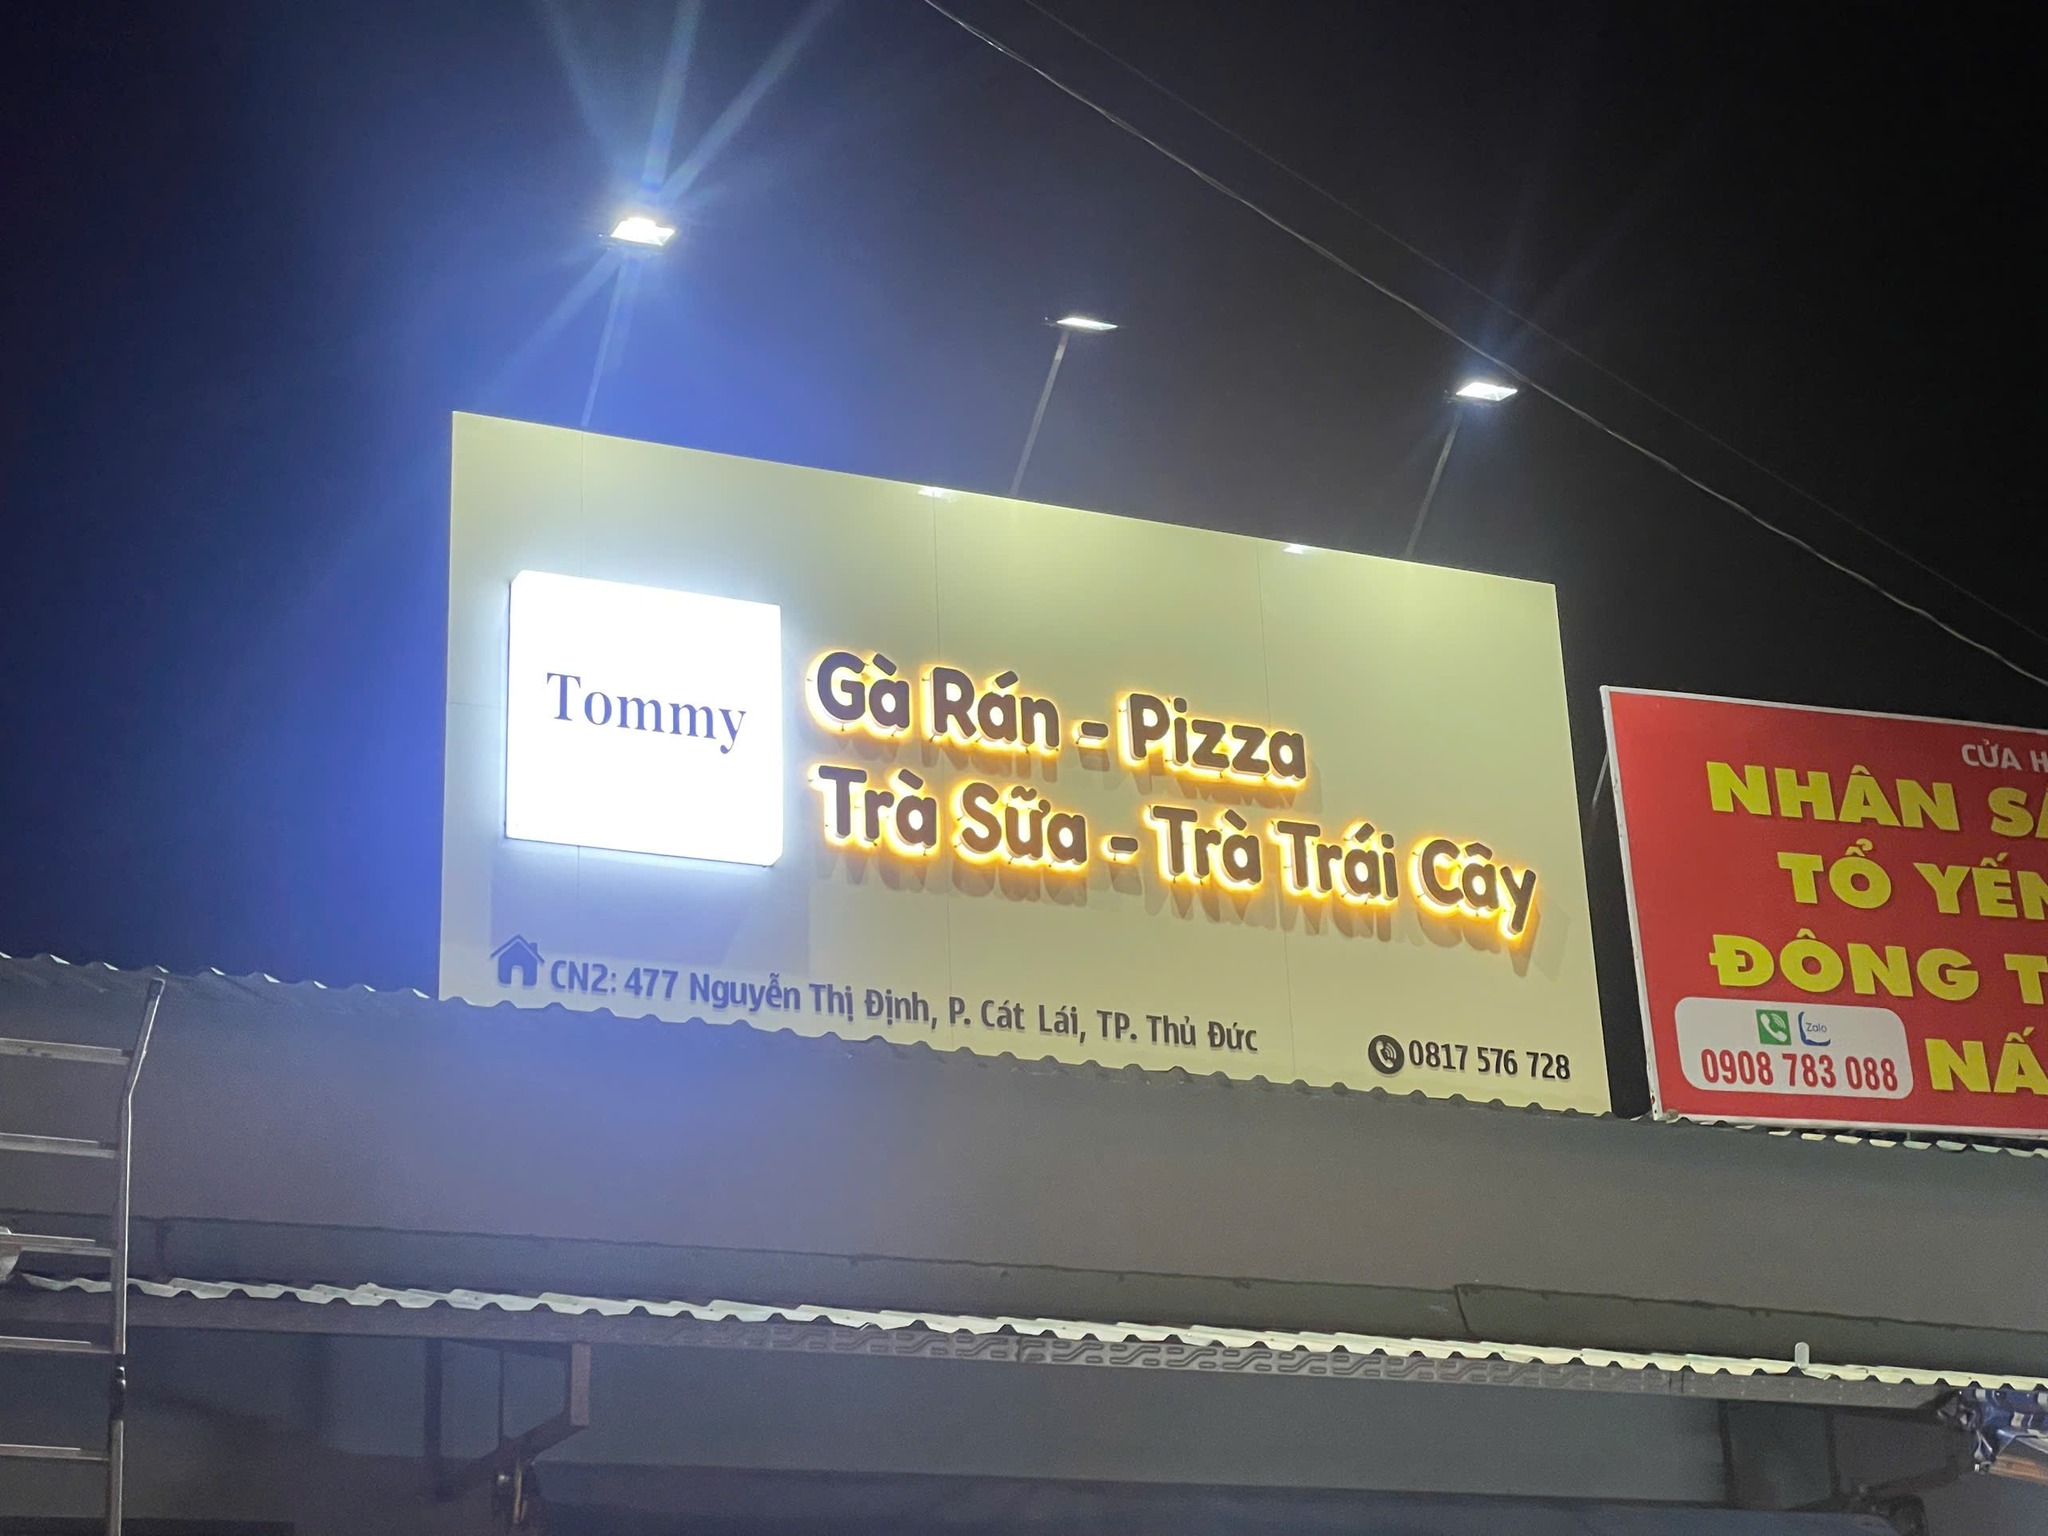 Tommy
Gà Rán - Pizza
Trà Sữa - Trà Trái Cây
CN2: 477 Nguyễn Thị Định, P. Cát Lái, TP. Thủ Đức
0817 576 728
CỬA
NHÂN
TỔ YẾN
ĐÔNG
Zalo
0908 783 088